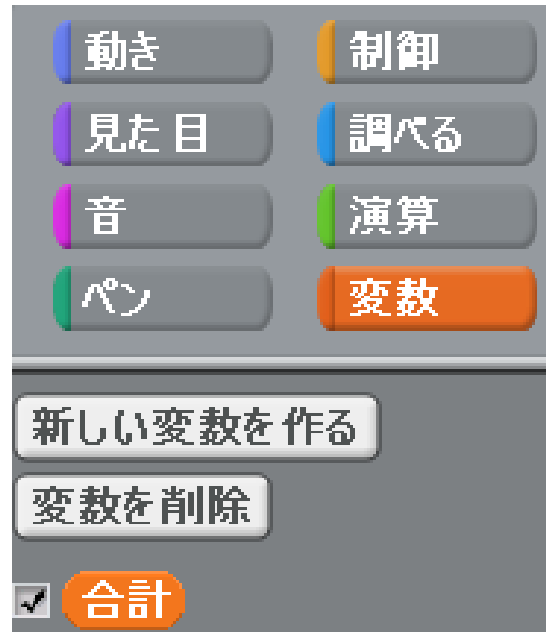 動き 制御
見た目 調べる
音 演算
ペン 変数
新しい変数を作る
変数を削除
合計